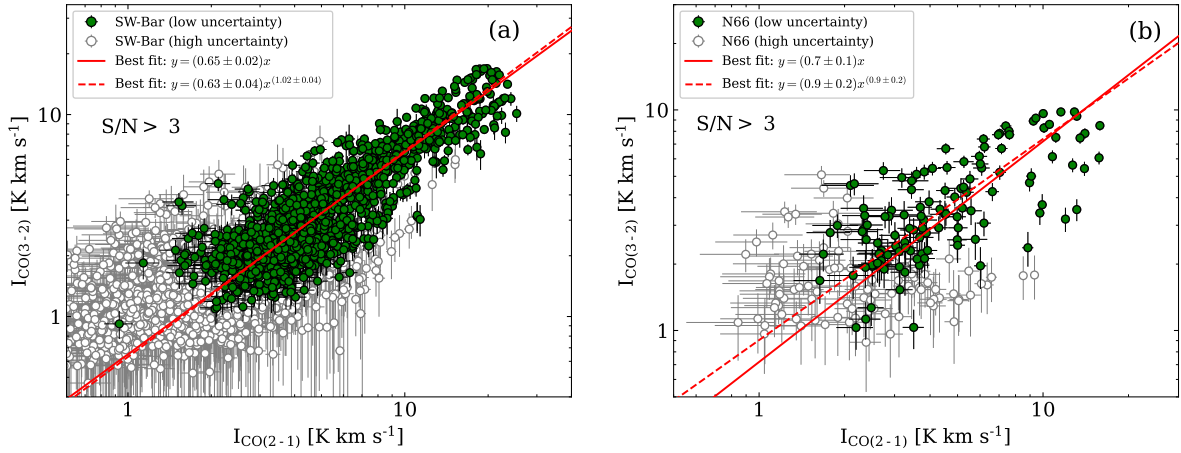 SW-Bar (low uncertainty)
SW-Bar (high uncertainty)
Best fit: y = (0.65 ± 0.02)x
Best fit: y = (0.63 ± 0.04)x^(1.02 ± 0.04)
(a)
S/N > 3
10
1
I_CO(3-2) [K km s⁻¹]
1
10
I_CO(2-1) [K km s⁻¹]
N66 (low uncertainty)
N66 (high uncertainty)
Best fit: y = (0.7 ± 0.1)x
Best fit: y = (0.9 ± 0.2)x^(0.9 ± 0.2)
(b)
S/N > 3
10
1
I_CO(3-2) [K km s⁻¹]
1
10
I_CO(2-1) [K km s⁻¹]